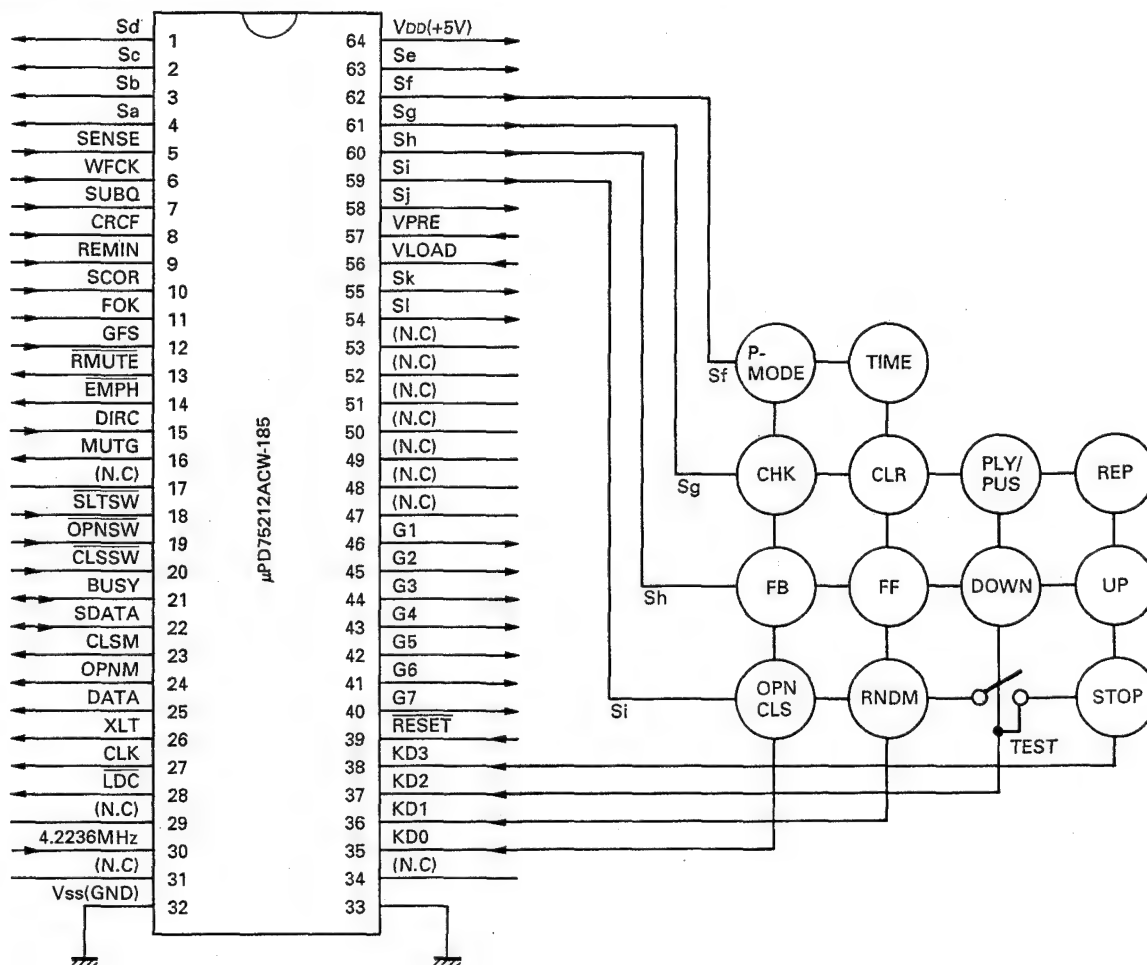 Sd 1
Sc 2
Sb 3
Sa 4
SENSE 5
WFCK 6
SUBQ 7
CRCF 8
REMIN 9
SCOR 10
FOK 11
GFS 12
RMUTE 13
EMPH 14
DIRC 15
MUTG 16
(N.C) 17
SLTSW 18
OPNSW 19
CLSSW 20
BUSY 21
SDATA 22
CLSM 23
OPNM 24
DATA 25
XLT 26
CLK 27
LDC 28
(N.C) 29
4.2236MHz 30
(N.C) 31
Vss(GND) 32
µPD75212ACW-185
64 VDD(+5V)
63 Se
62 Sf
61 Sg
60 Sh
59 Si
58 Sj
57 VPRE
56 VLOAD
55 Sk
54 Sl
53 (N.C)
52 (N.C)
51 (N.C)
50 (N.C)
49 (N.C)
48 (N.C)
47 (N.C)
46 G1
45 G2
44 G3
43 G4
42 G5
41 G6
40 G7
39 RESET
38 KD3
37 KD2
36 KD1
35 KD0
34 (N.C)
33
Sf P-
MODE TIME
Sg CHK CLR PLY/
PUS REP
Sh FB FF DOWN UP
Si OPN
CLS RNDM STOP
TEST